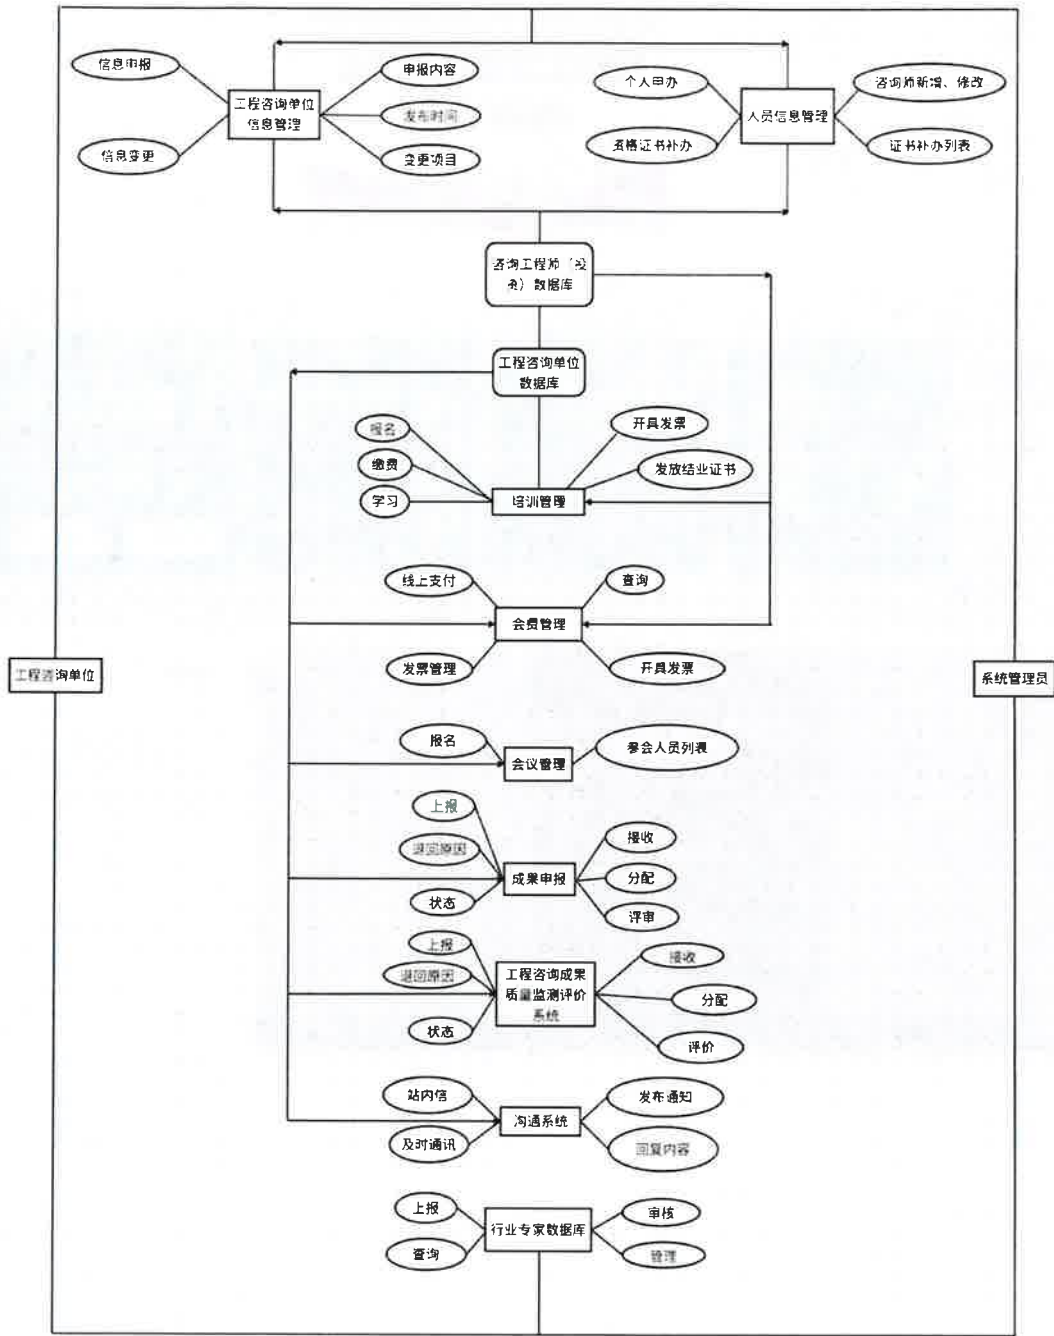 信息申报
申报内容
个人申办
咨询师新增、修改
工程咨询单位
信息管理
发布时间
人员信息管理
信息变更
变更项目
资格证书补办
证书补办列表
咨询工程师（投
资）数据库
工程咨询单位
数据库
报名
开具发票
缴费
发放结业证书
学习
培训管理
线上支付
查询
会费管理
发票管理
开具发票
工程咨询单位
系统管理员
报名
会议管理
参会人员列表
上报
接收
退回原因
成果申报
分配
状态
评审
上报
接收
退回原因
工程咨询成果
质量监测评价
系统
分配
状态
评价
站内信
发布通知
沟通系统
及时通讯
回复内容
上报
审核
行业专家数据库
查询
管理